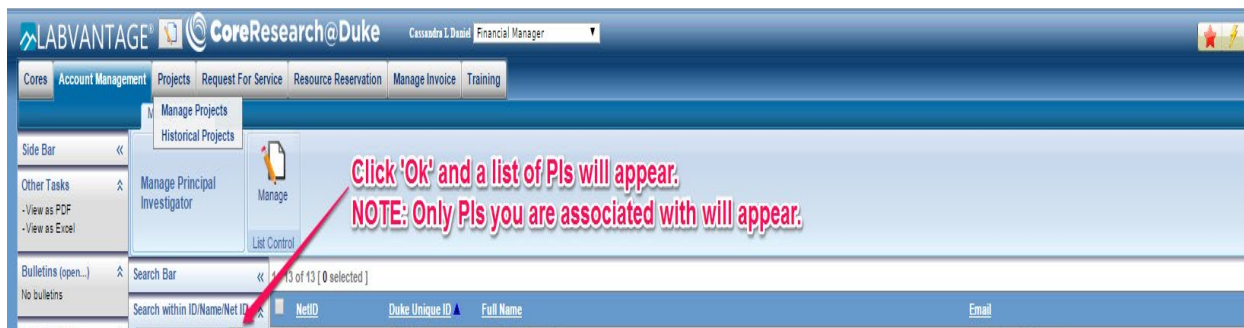 LABVANTAGE® CoreResearch@Duke Cassandra L Daniel Financial Manager
Cores Account Management Projects Request For Service Resource Reservation Manage Invoice Training
Manage Projects
Historical Projects
Side Bar «
Other Tasks
-View as PDF
-View as Excel
Manage Principal
Investigator
Manage
List Control
Click 'Ok' and a list of PIs will appear.
NOTE: Only PIs you are associated with will appear.
Bulletins (open...)
No bulletins
Search Bar «
13 of 13 [ 0 selected ]
Search within ID/Name/Net ID
NetID Duke Unique ID Full Name Email